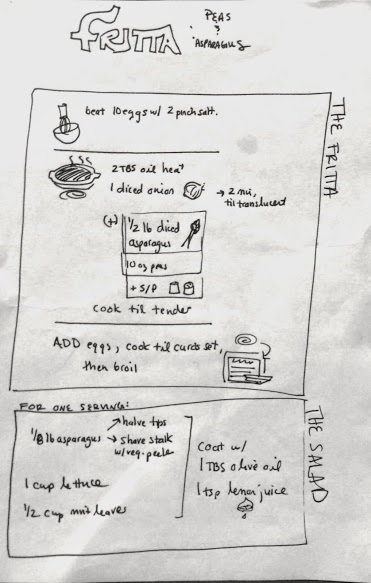 FRITTA
PEAS
&
ASPARAGUS
THE FRITTA
beat 10 eggs w/ 2 pinch salt.
2 TBS oil heat
1 diced onion → 2 min,
til translucent
(+) 1/2 lb diced
asparagus
10 oz peas
+ S/P
cook til tender
ADD eggs, cook til curds set,
then broil
THE SALAD
FOR ONE SERVING:
1/8 lb asparagus → halve tips
→ shave stalk
w/ veg. peeler
1 cup lettuce
1/2 cup mint leaves
Coat w/
1 TBS olive oil
1 tsp lemon juice